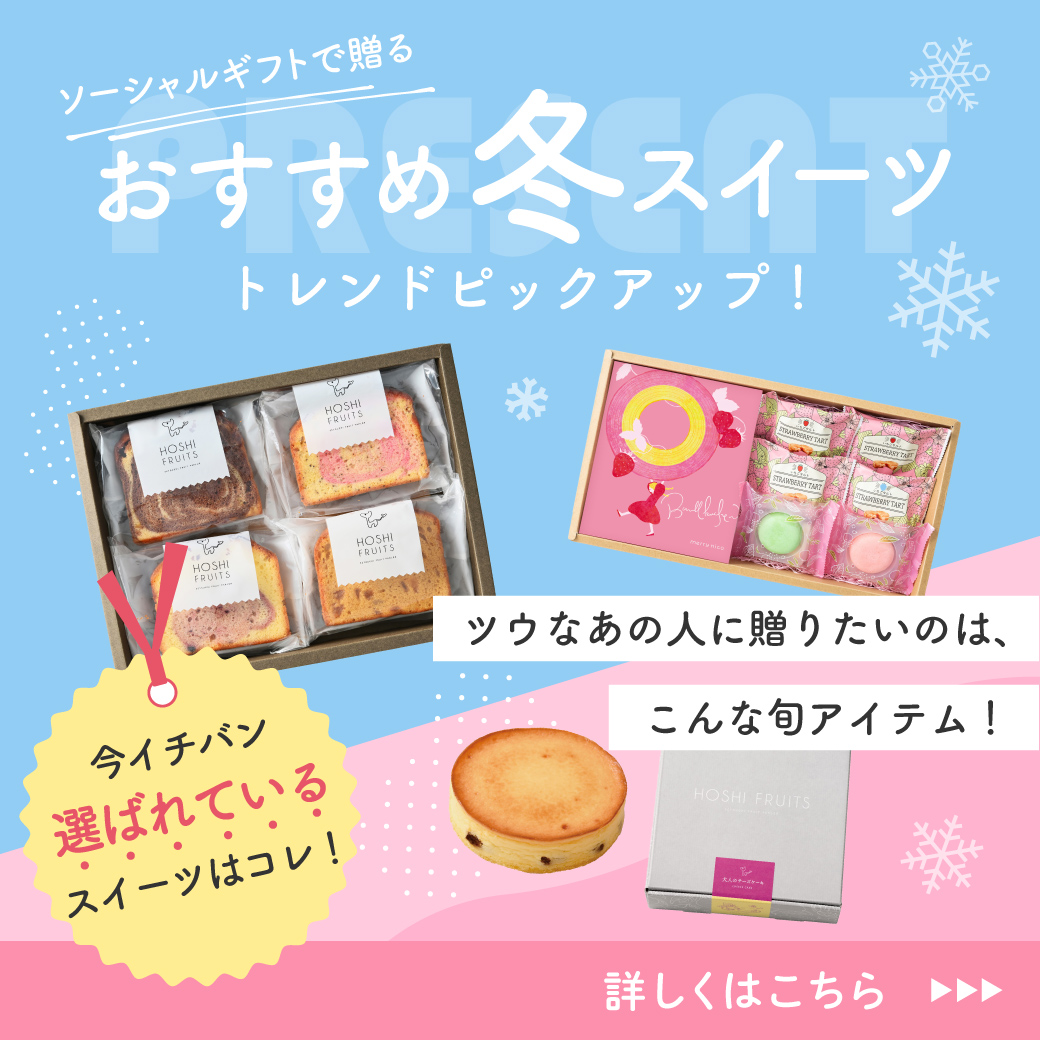 ソーシャルギフトで贈る
PRESENT
おすすめ冬スイーツ
トレンドピックアップ！
HOSHI
FRUITS
HOSHI
FRUITS
HOSHI
FRUITS
HOSHI
FRUITS
STRAWBERRY TART
STRAWBERRY TART
STRAWBERRY TART
STRAWBERRY TART
ツウなあの人に贈りたいのは、
こんな旬アイテム！
今イチバン
選ばれている
スイーツはコレ！
HOSHI FRUITS
大人のチーズケーキ
詳しくはこちら